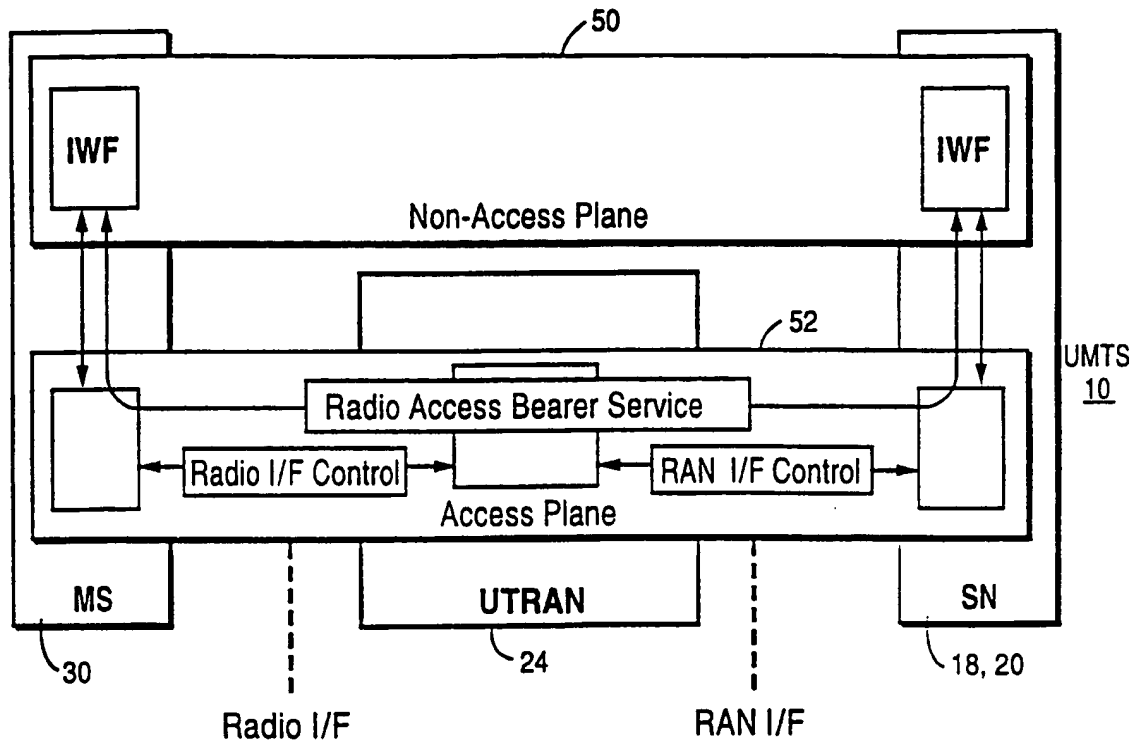 50
IWF
IWF
Non-Access Plane
52
UMTS
10
Radio Access Bearer Service
Radio I/F Control
RAN I/F Control
Access Plane
MS
UTRAN
SN
30
24
18, 20
Radio I/F
RAN I/F